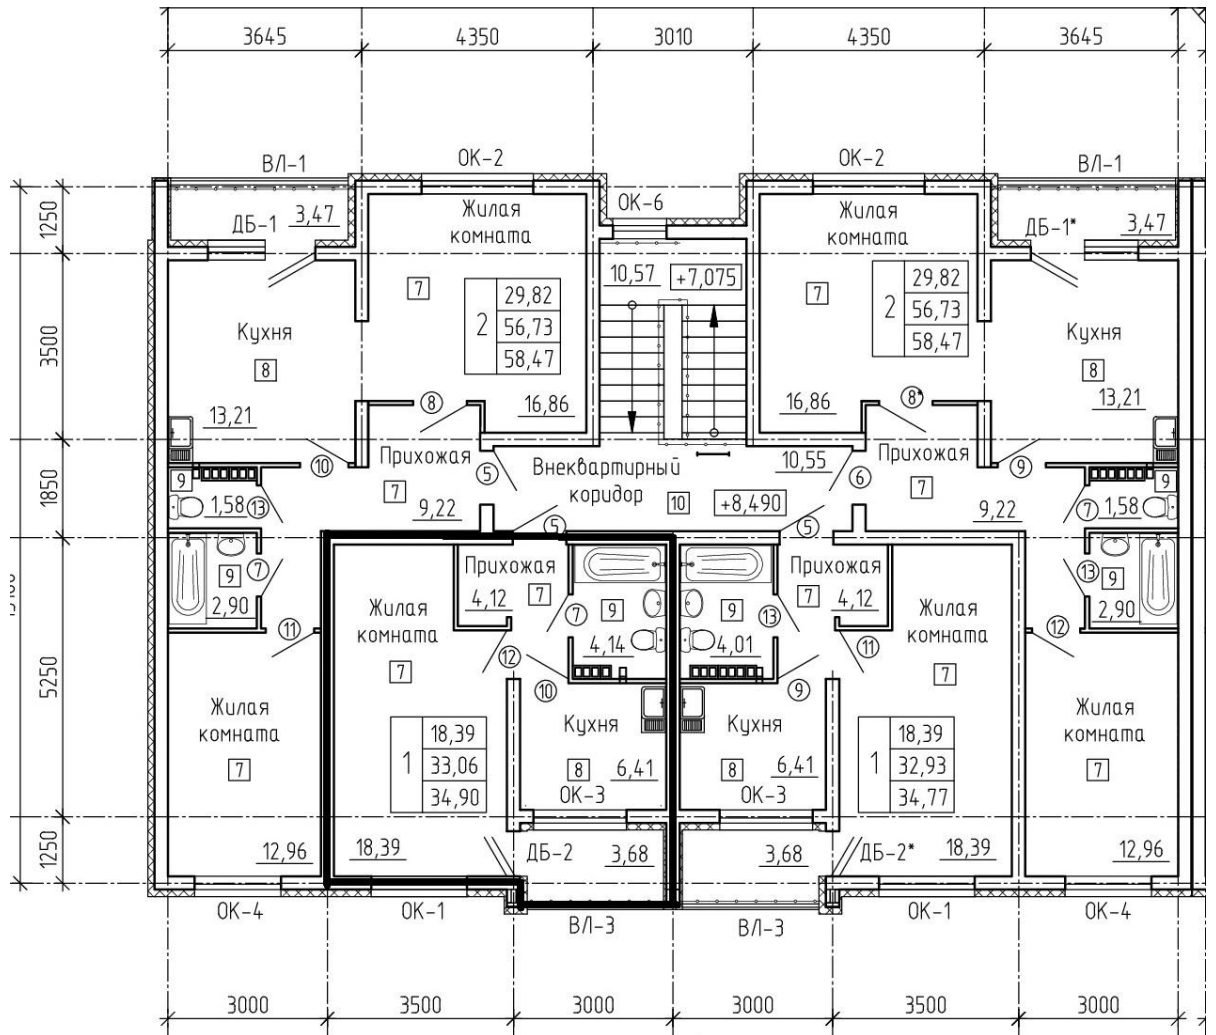 3645
4350
3010
4350
3645
ВЛ-1
ОК-2
ОК-2
ВЛ-1
ОК-6
ДБ-1
3,47
Жилая
комната
Жилая
комната
ДБ-1*
3,47
1250
10,57
+7,075
7
7
2
29,82
56,73
58,47
2
29,82
56,73
58,47
3500
Кухня
8
Кухня
8
13,21
8
16,86
16,86
8*
13,21
10
Прихожая
7
5
Внеквартирный
коридор
10,55
6
Прихожая
7
9
1850
9
1,58
13
9,22
10
+8,490
9,22
7
1,58
9
5
5
7
9
2,90
Прихожая
7
4,12
Прихожая
7
4,12
13
9
2,90
Жилая
комната
7
7
9
4,14
9
4,01
13
Жилая
комната
7
11
12
10
9
11
12
5250
Жилая
комната
7
Кухня
8
6,41
Кухня
8
6,41
Жилая
комната
7
1
18,39
33,06
34,90
1
18,39
32,93
34,77
ОК-3
ОК-3
1250
12,96
18,39
ДБ-2
3,68
3,68
ДБ-2*
18,39
12,96
ОК-4
ОК-1
ВЛ-3
ВЛ-3
ОК-1
ОК-4
3000
3500
3000
3000
3500
3000